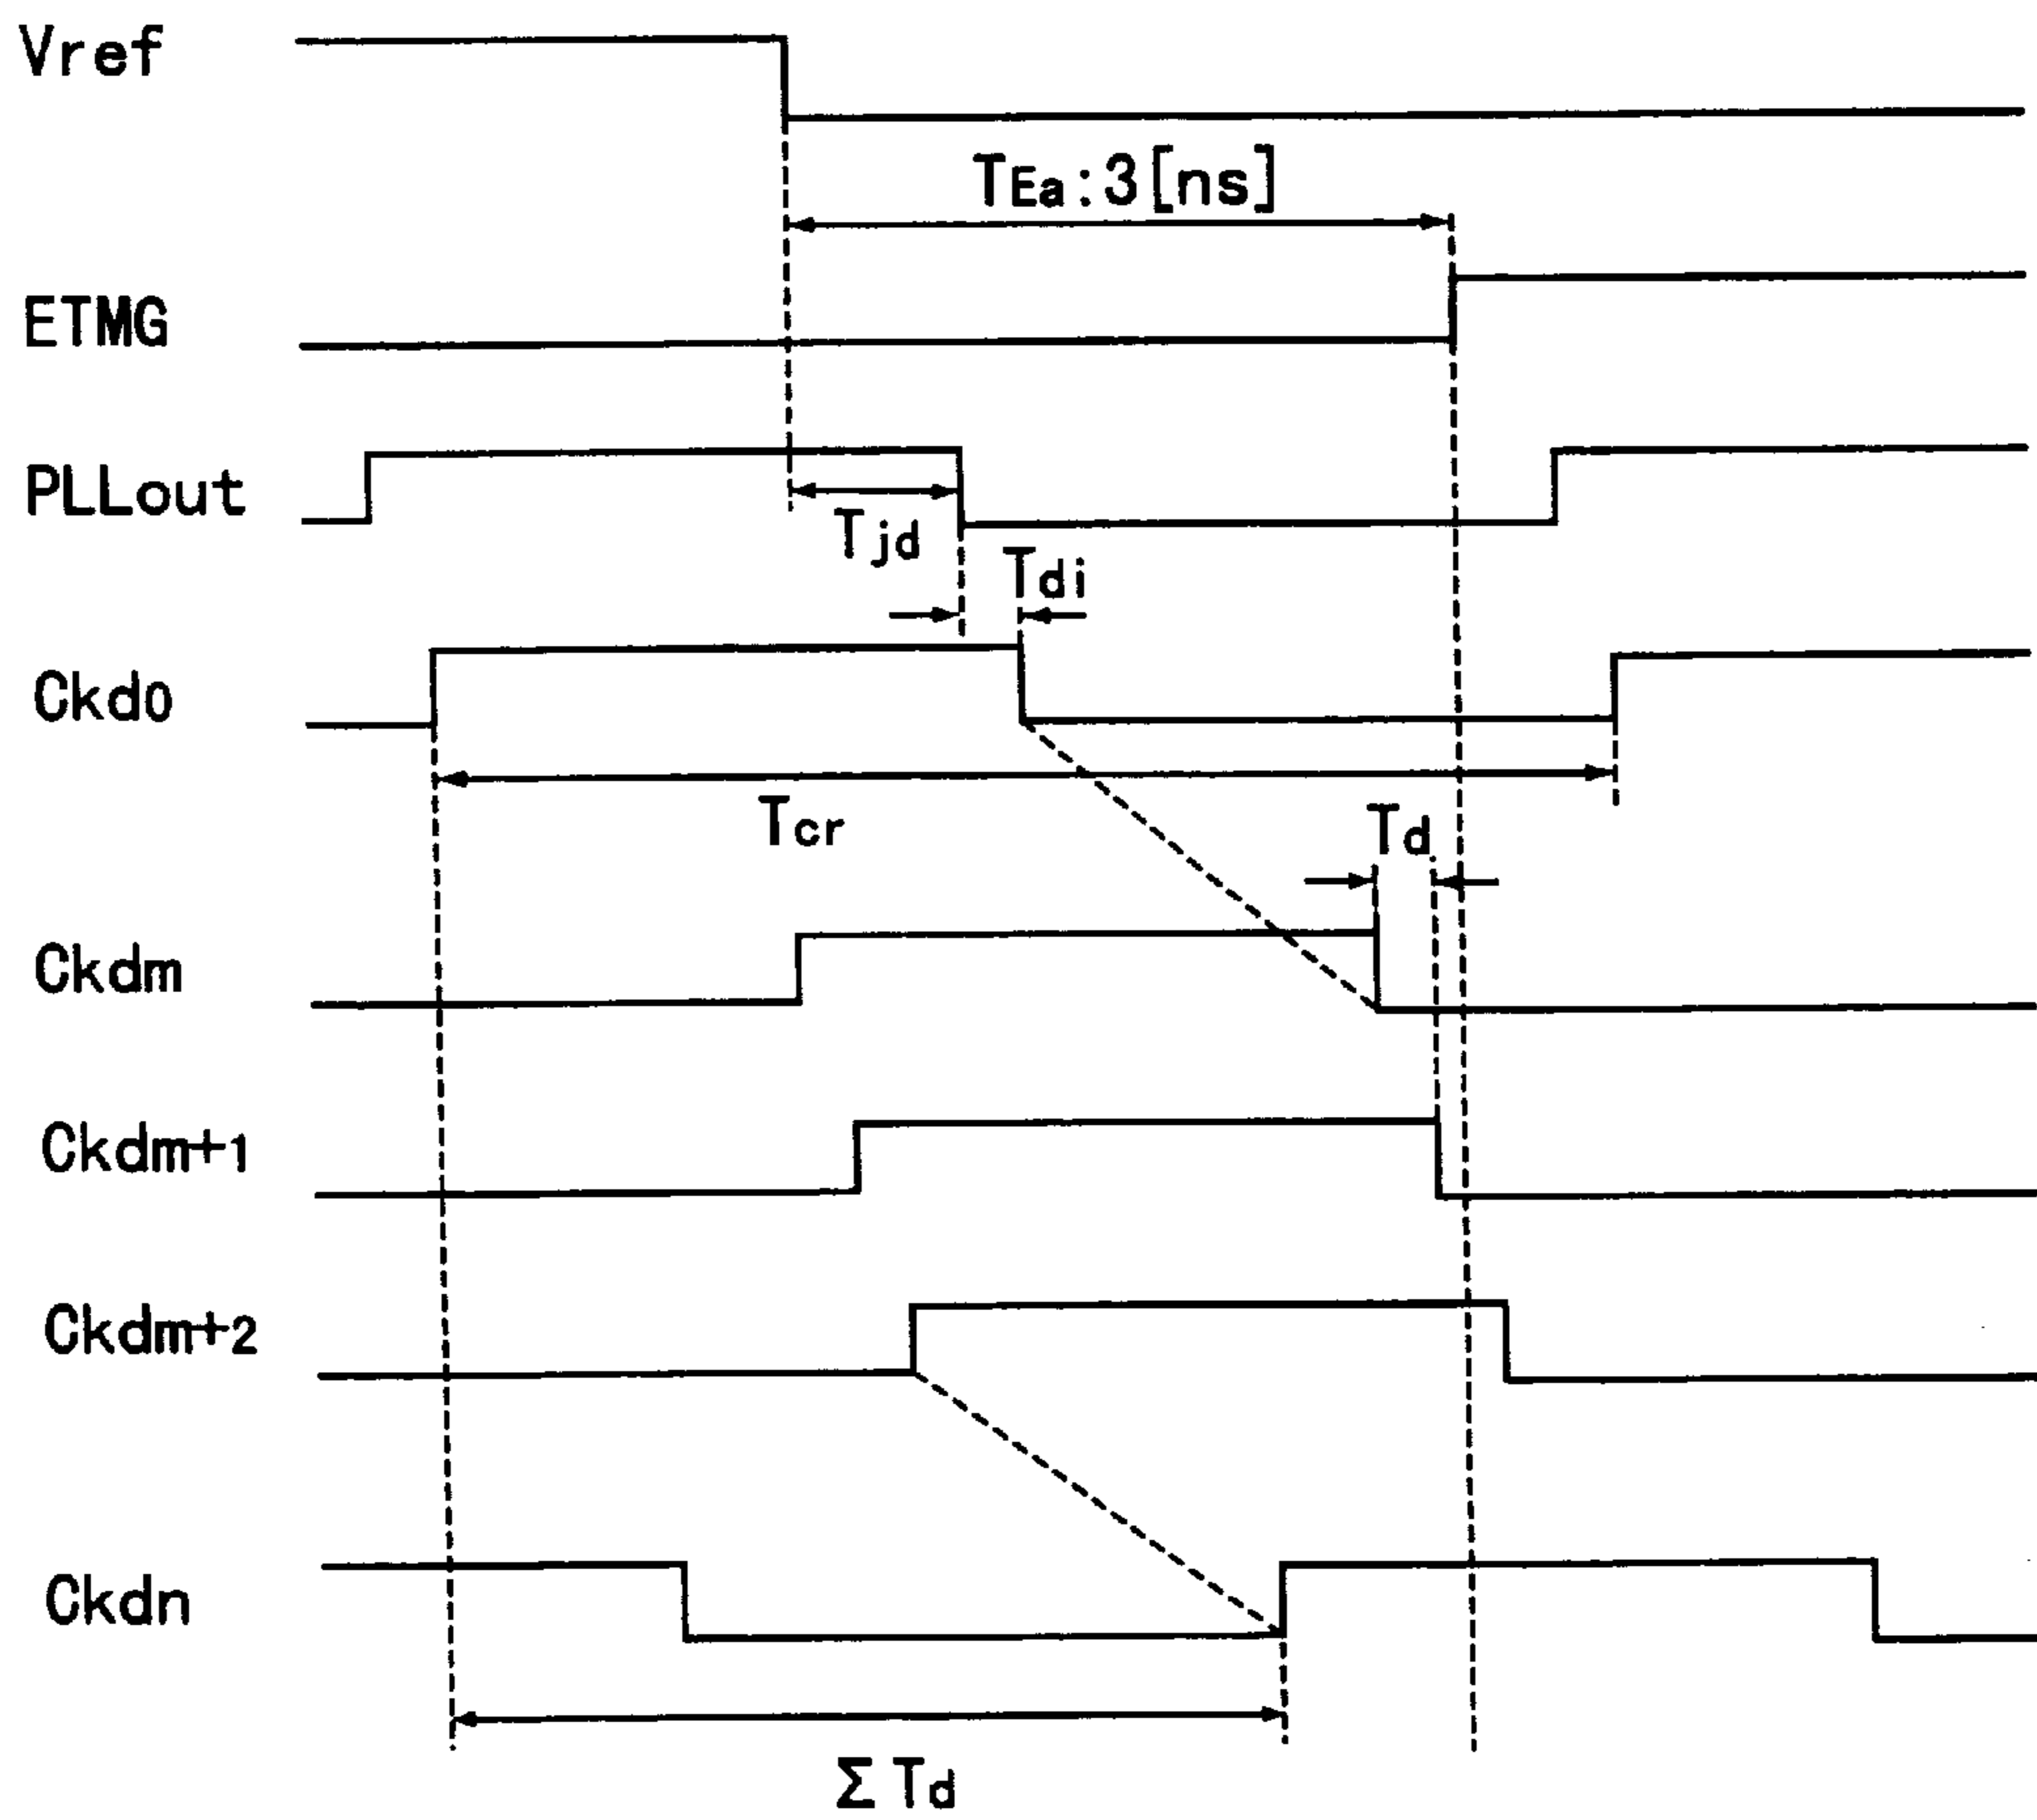 Vref
TEa:3[ns]
ETMG
PLLout
Tjd
Tdi
Ckd0
Tcr
Td
Ckdm
Ckdm+1
Ckdm+2
Ckdn
ΣTd